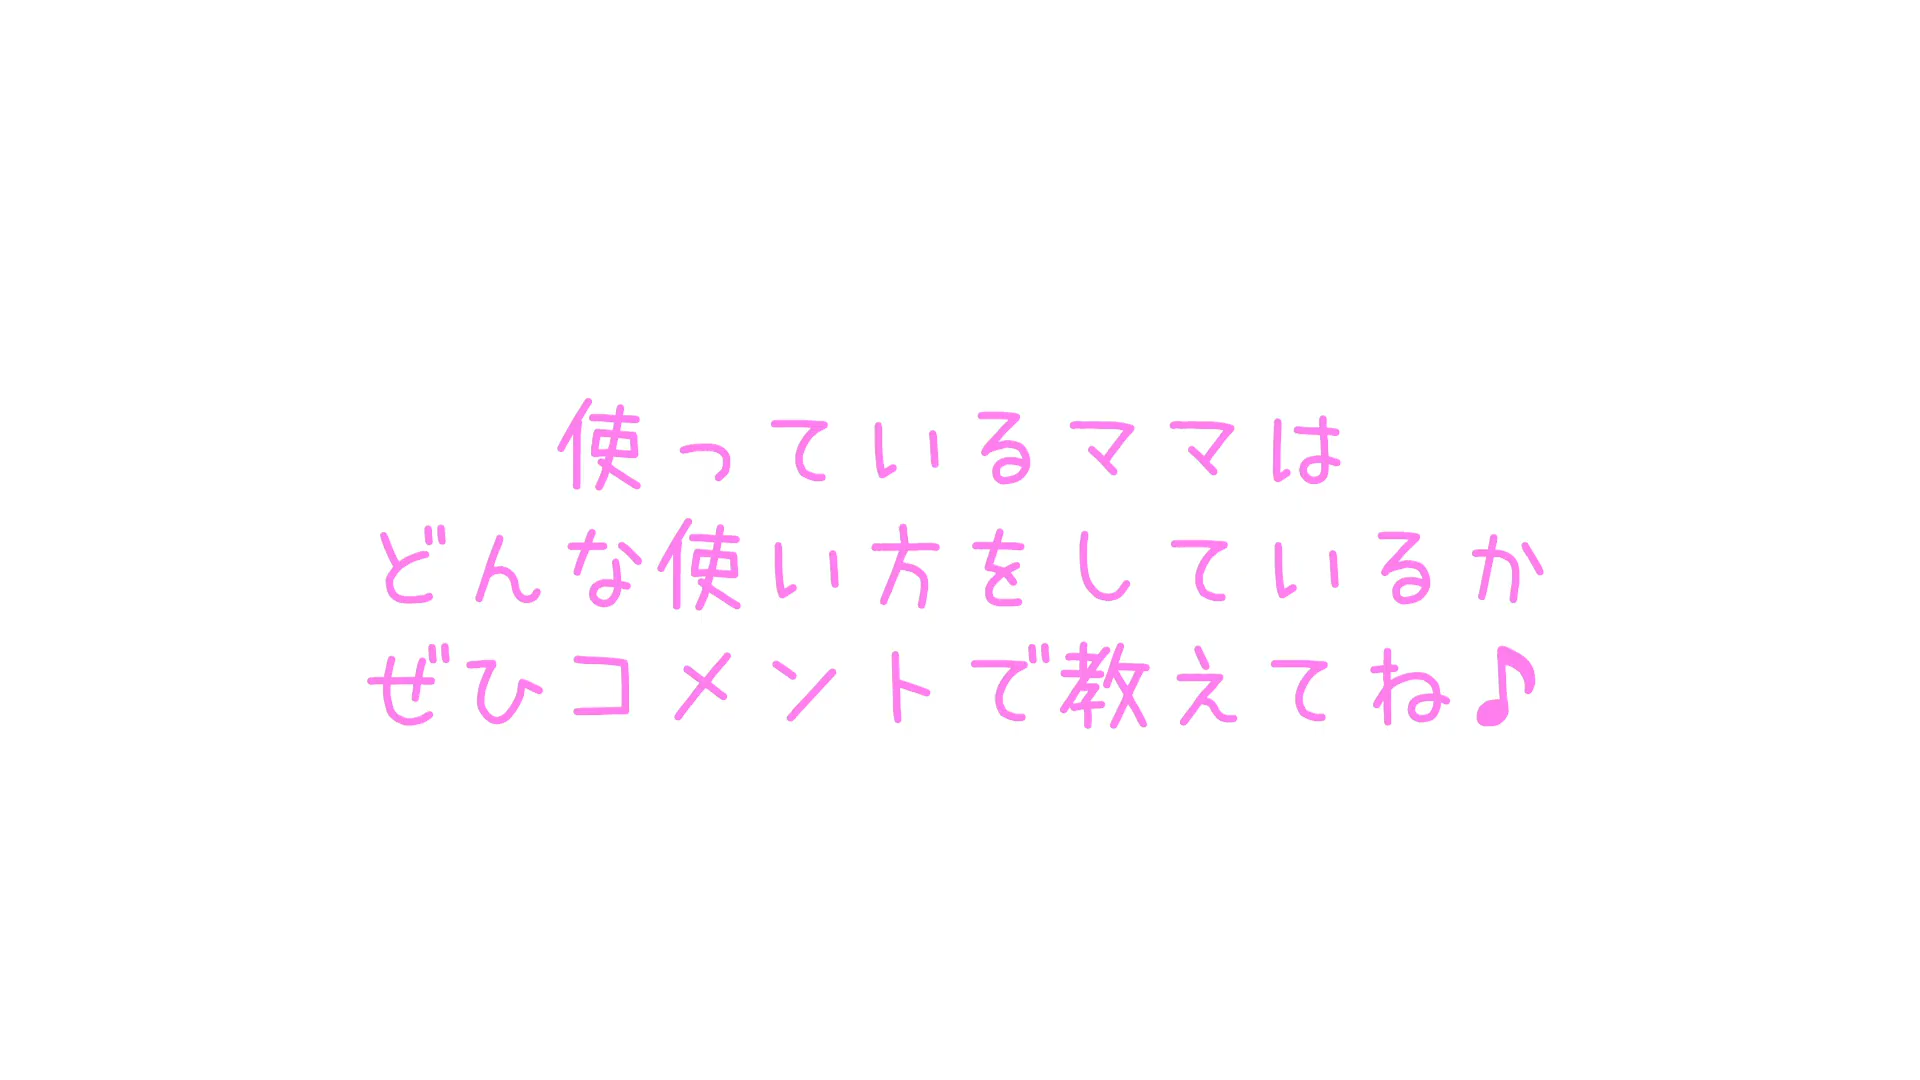 使っているママは
どんな使い方をしているか
ぜひコメントで教えてね♪